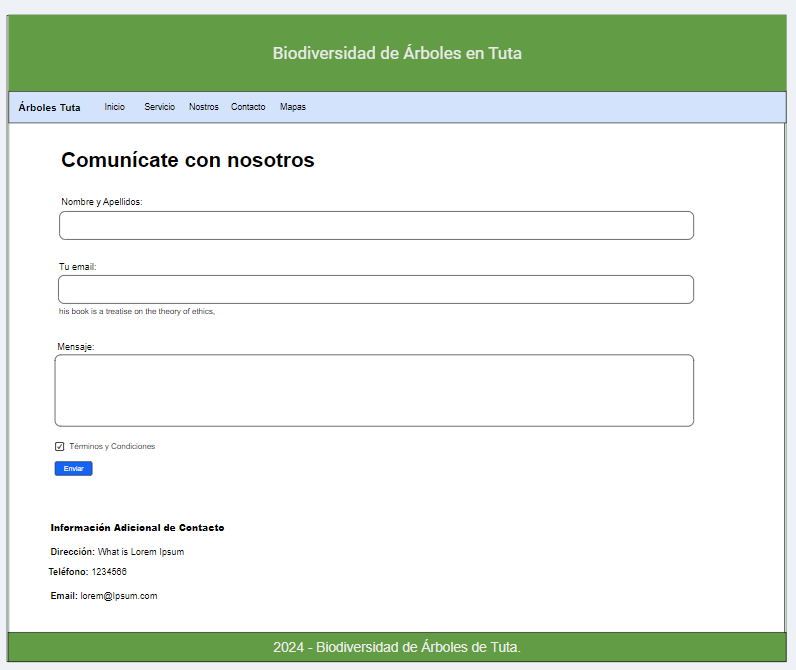 Biodiversidad de Árboles en Tuta
Árboles Tuta Inicio Servicio Nostros Contacto Mapas
Comunícate con nosotros
Nombre y Apellidos:
Tu email:
his book is a treatise on the theory of ethics,
Mensaje:
Términos y Condiciones
Enviar
Información Adicional de Contacto
Dirección: What is Lorem Ipsum
Teléfono: 1234566
Email: lorem@Ipsum.com
2024 - Biodiversidad de Árboles de Tuta.